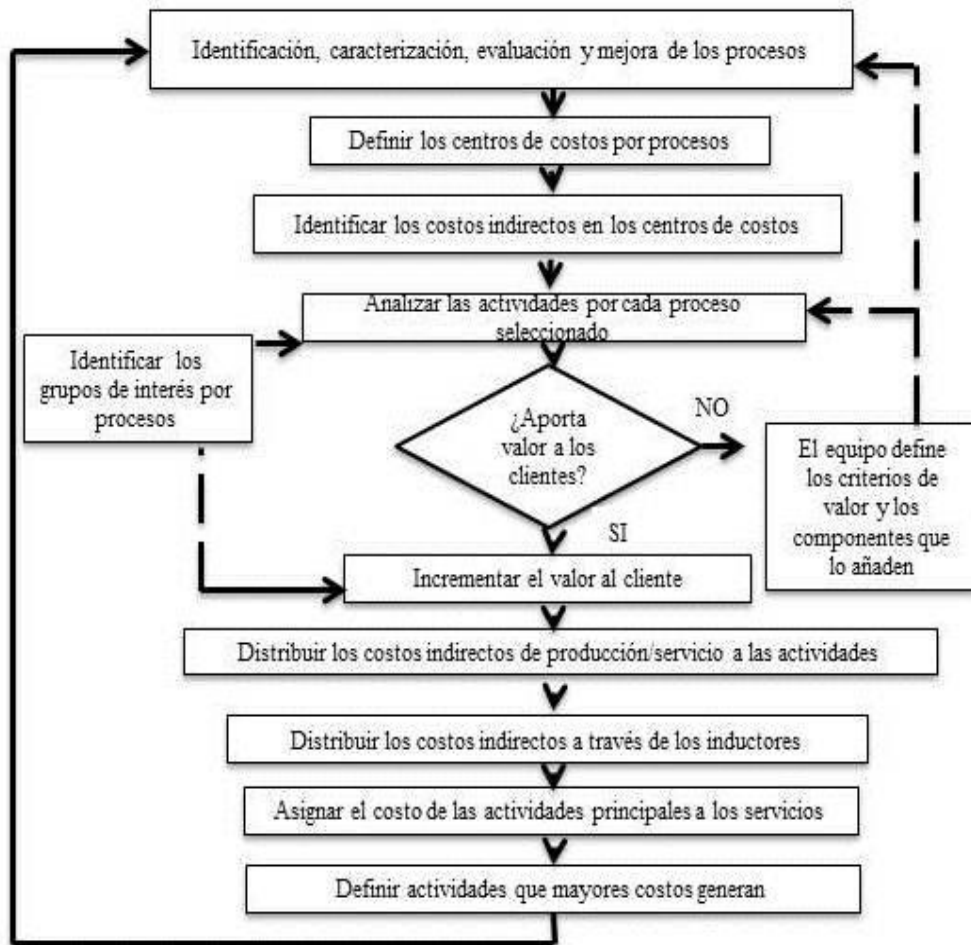 Identificación, caracterización, evaluación y mejora de los procesos
Definir los centros de costos por procesos
Identificar los costos indirectos en los centros de costos
Analizar las actividades por cada proceso
seleccionado
Identificar los
grupos de interés por
procesos
¿Aporta
valor a los
clientes?
NO
El equipo define
los criterios de
valor y los
componentes que
lo añaden
SI
Incrementar el valor al cliente
Distribuir los costos indirectos de producción/servicio a las actividades
Distribuir los costos indirectos a través de los inductores
Asignar el costo de las actividades principales a los servicios
Definir actividades que mayores costos generan